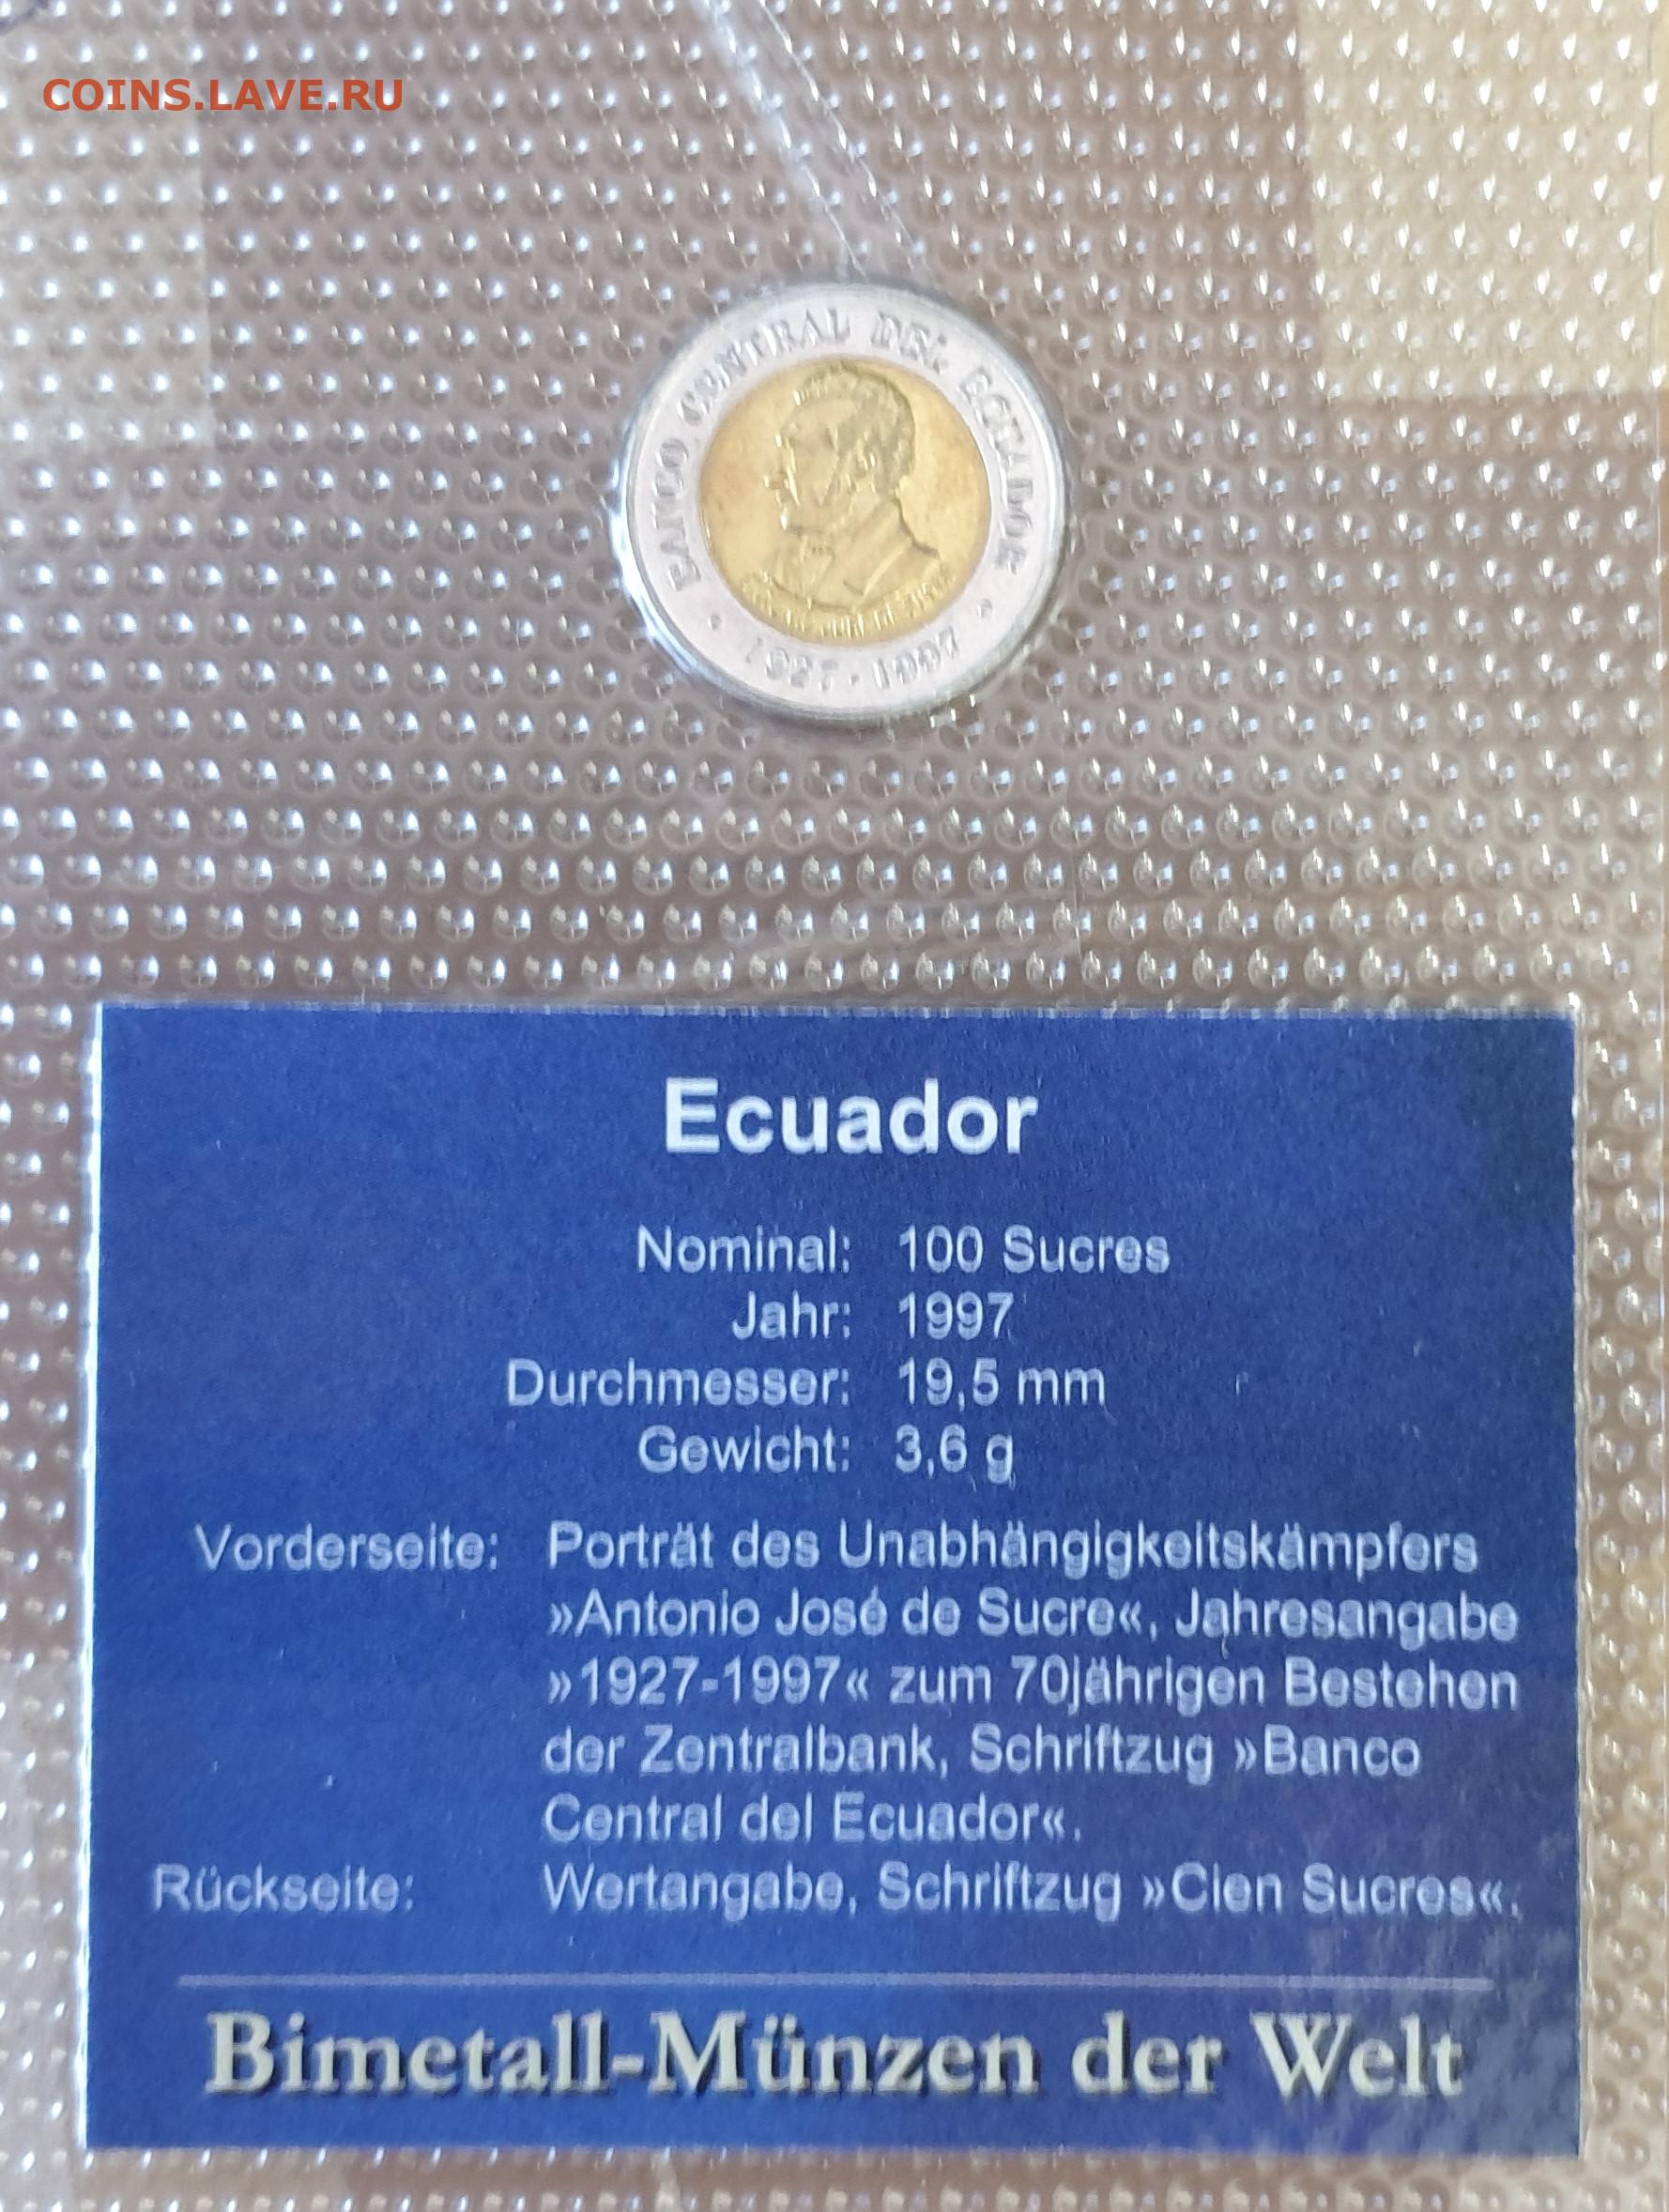 COINS.LAVE.RU
BANCO CENTRAL DEL ECUADOR
1927 · 1997
Ecuador
Nominal: 100 Sucres
Jahr: 1997
Durchmesser: 19,5 mm
Gewicht: 3,6 g
Vorderseite: Porträt des Unabhängigkeitskämpfers
»Antonio José de Sucre«, Jahresangabe
»1927-1997« zum 70jährigen Bestehen
der Zentralbank, Schriftzug »Banco
Central del Ecuador«.
Rückseite: Wertangabe, Schriftzug »Cien Sucres«.
Bimetall-Münzen der Welt